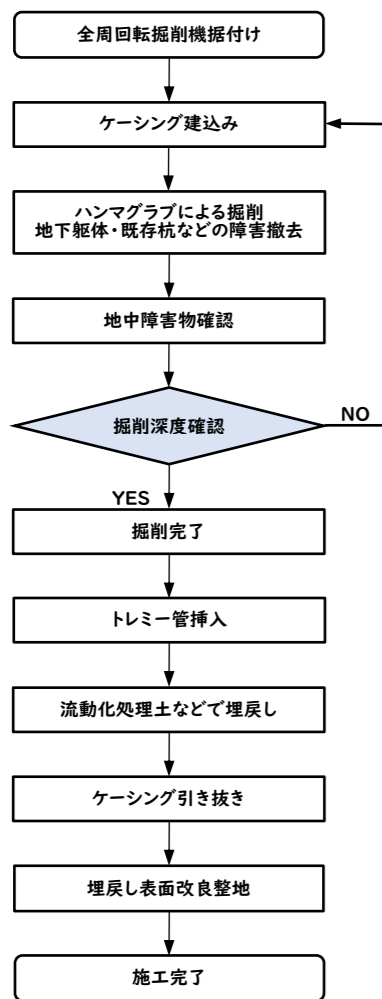 全周回転掘削機据付け
ケーシング建込み
ハンマグラブによる掘削
地下躯体・既存杭などの障害撤去
地中障害物確認
掘削深度確認
NO
YES
掘削完了
トレミー管挿入
流動化処理土などで埋戻し
ケーシング引き抜き
埋戻し表面改良整地
施工完了